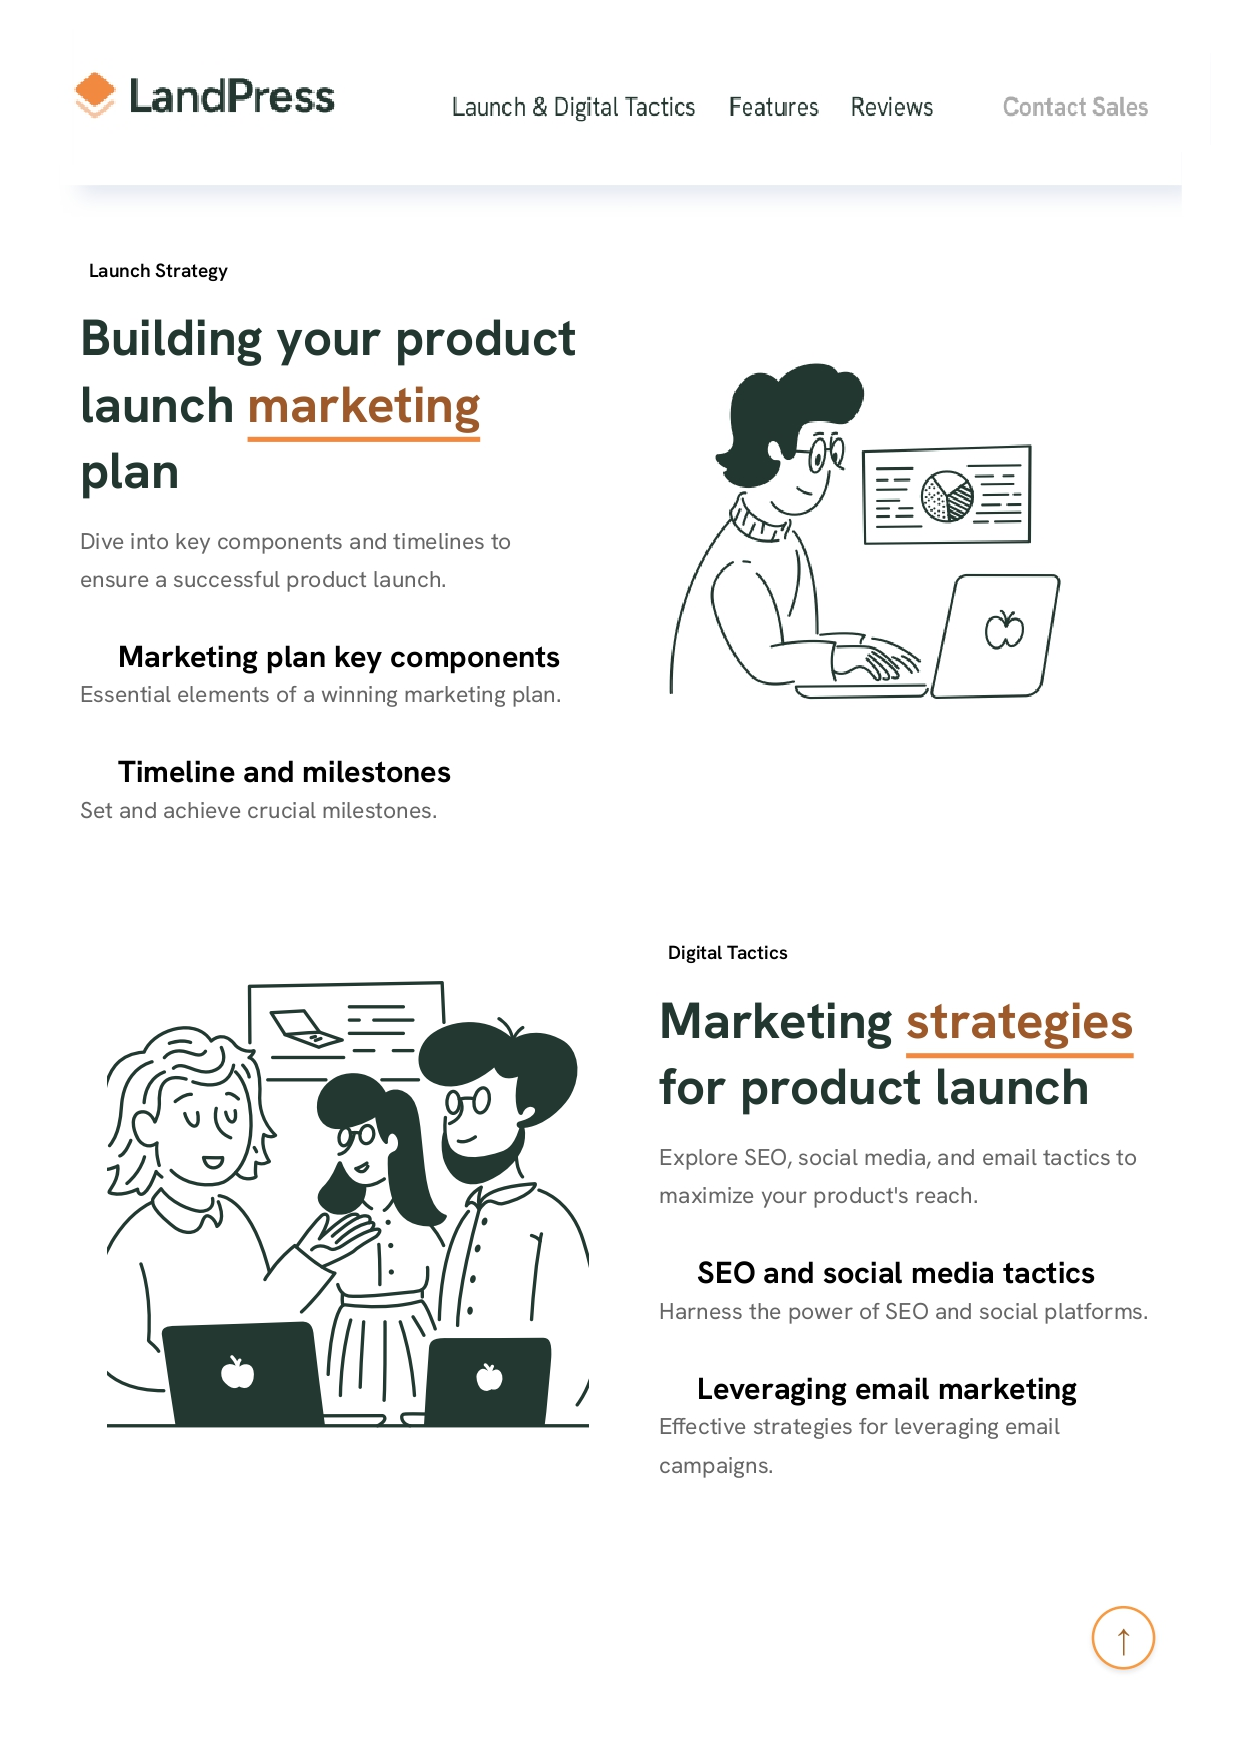 LandPress
Launch & Digital Tactics Features Reviews Contact Sales
Launch Strategy
Building your product
launch marketing
plan
Dive into key components and timelines to
ensure a successful product launch.
Marketing plan key components
Essential elements of a winning marketing plan.
Timeline and milestones
Set and achieve crucial milestones.
Digital Tactics
Marketing strategies
for product launch
Explore SEO, social media, and email tactics to
maximize your product's reach.
SEO and social media tactics
Harness the power of SEO and social platforms.
Leveraging email marketing
Effective strategies for leveraging email
campaigns.
↑